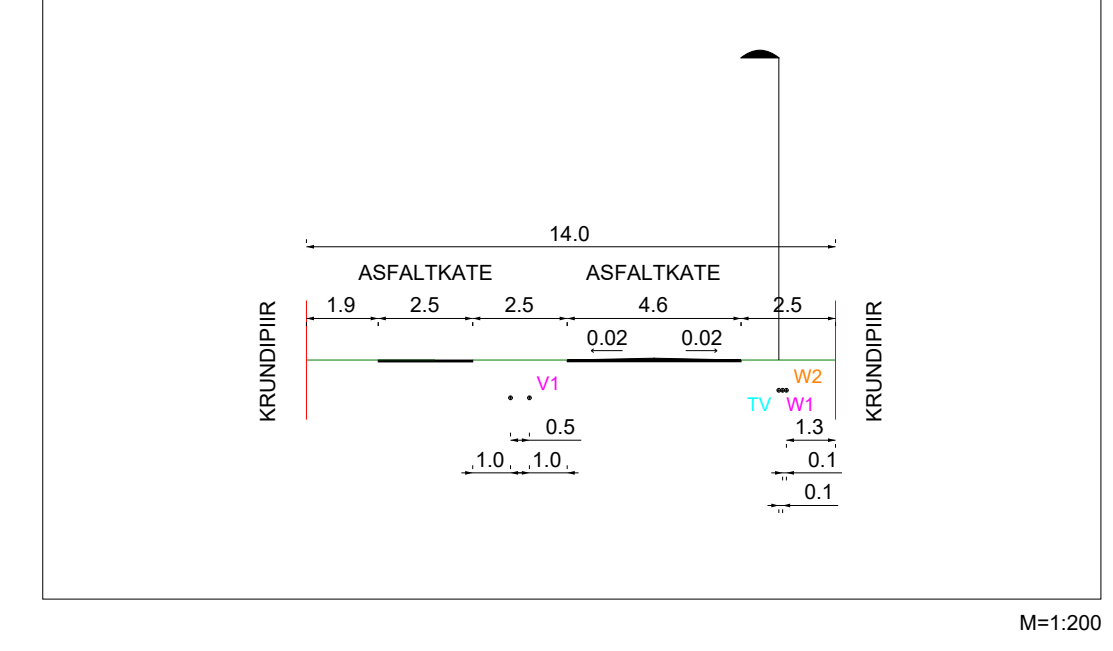 14.0
ASFALTKATE ASFALTKATE
1.9 2.5 2.5 4.6 2.5
KRUNDIPIIR
KRUNDIPIIR
0.02 0.02
V1
W2
TV W1
0.5
1.3
1.0 1.0
0.1
0.1
M=1:200